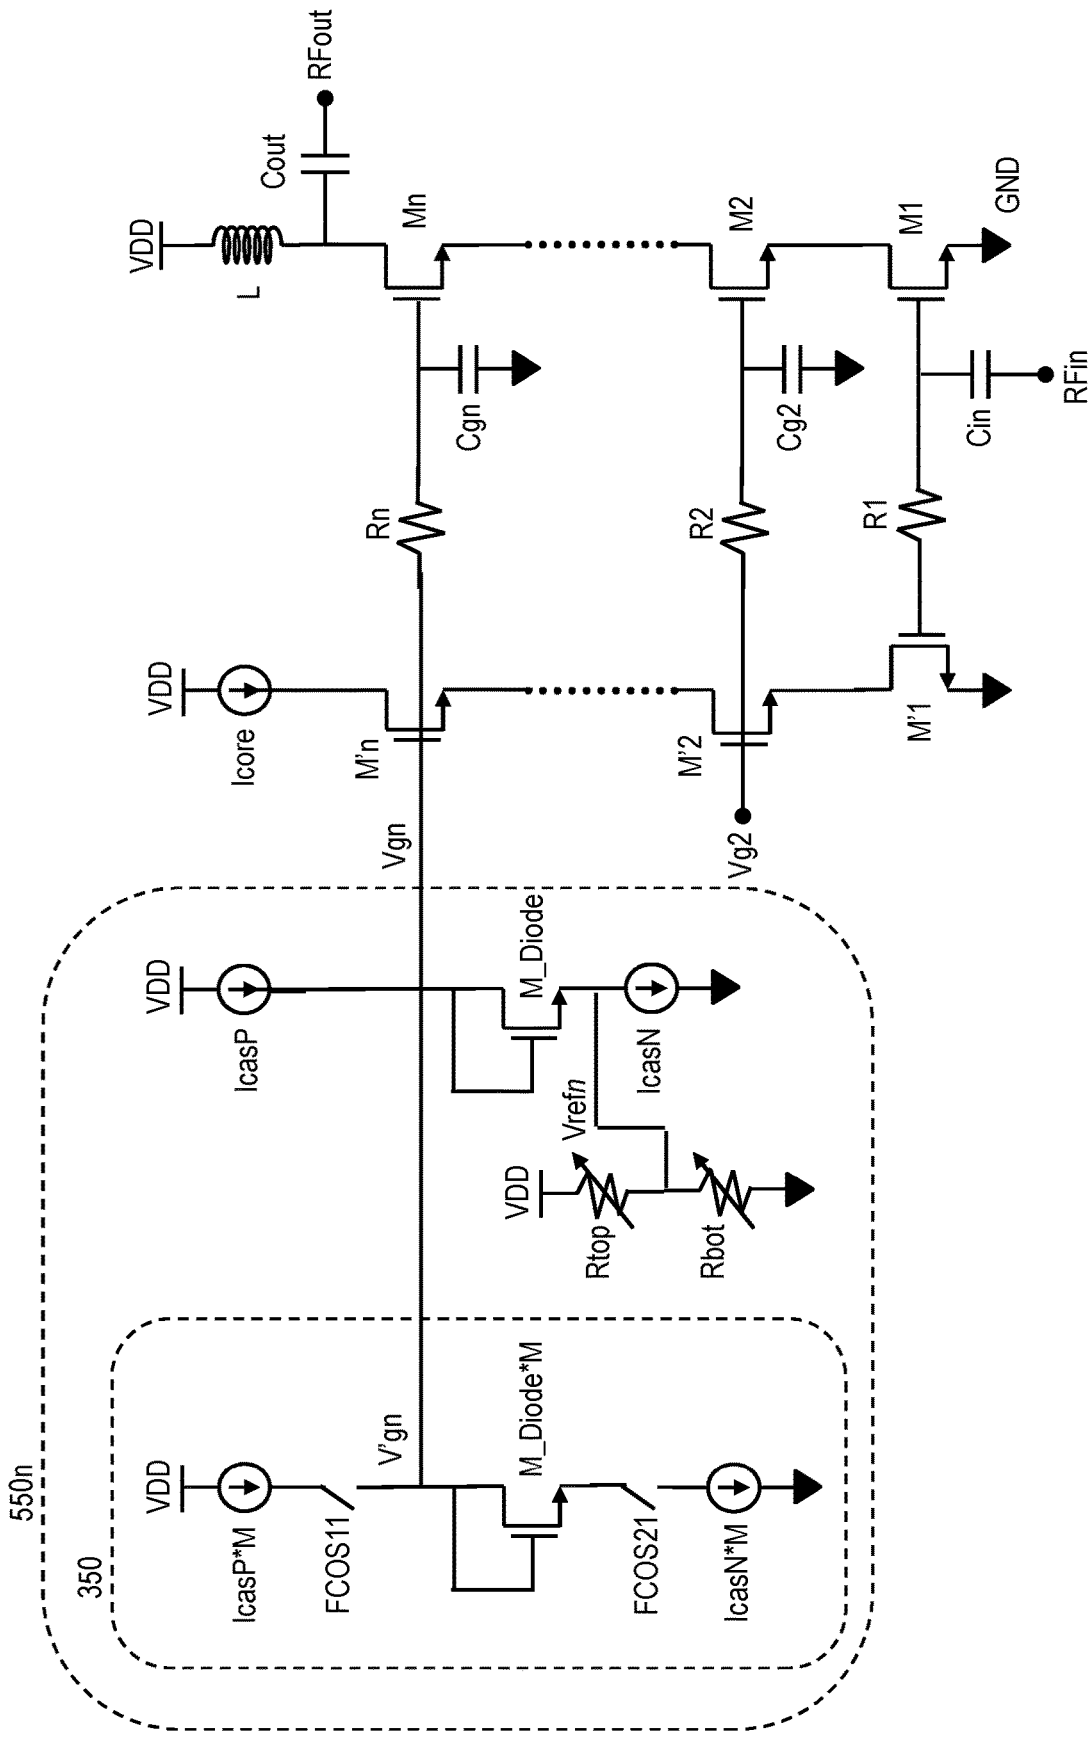 550n
350
VDD
IcasP*M
FCOS11
V'gn
M_Diode*M
FCOS21
IcasN*M
VDD
IcasP
M_Diode
Vrefn
IcasN
VDD
Rtop
Rbot
Vgn
VDD
Icore
M'n
M'2
Vg2
M'1
Rn
R2
R1
Cgn
Cg2
Cin
RFin
VDD
L
Cout
RFout
Mn
M2
M1
GND